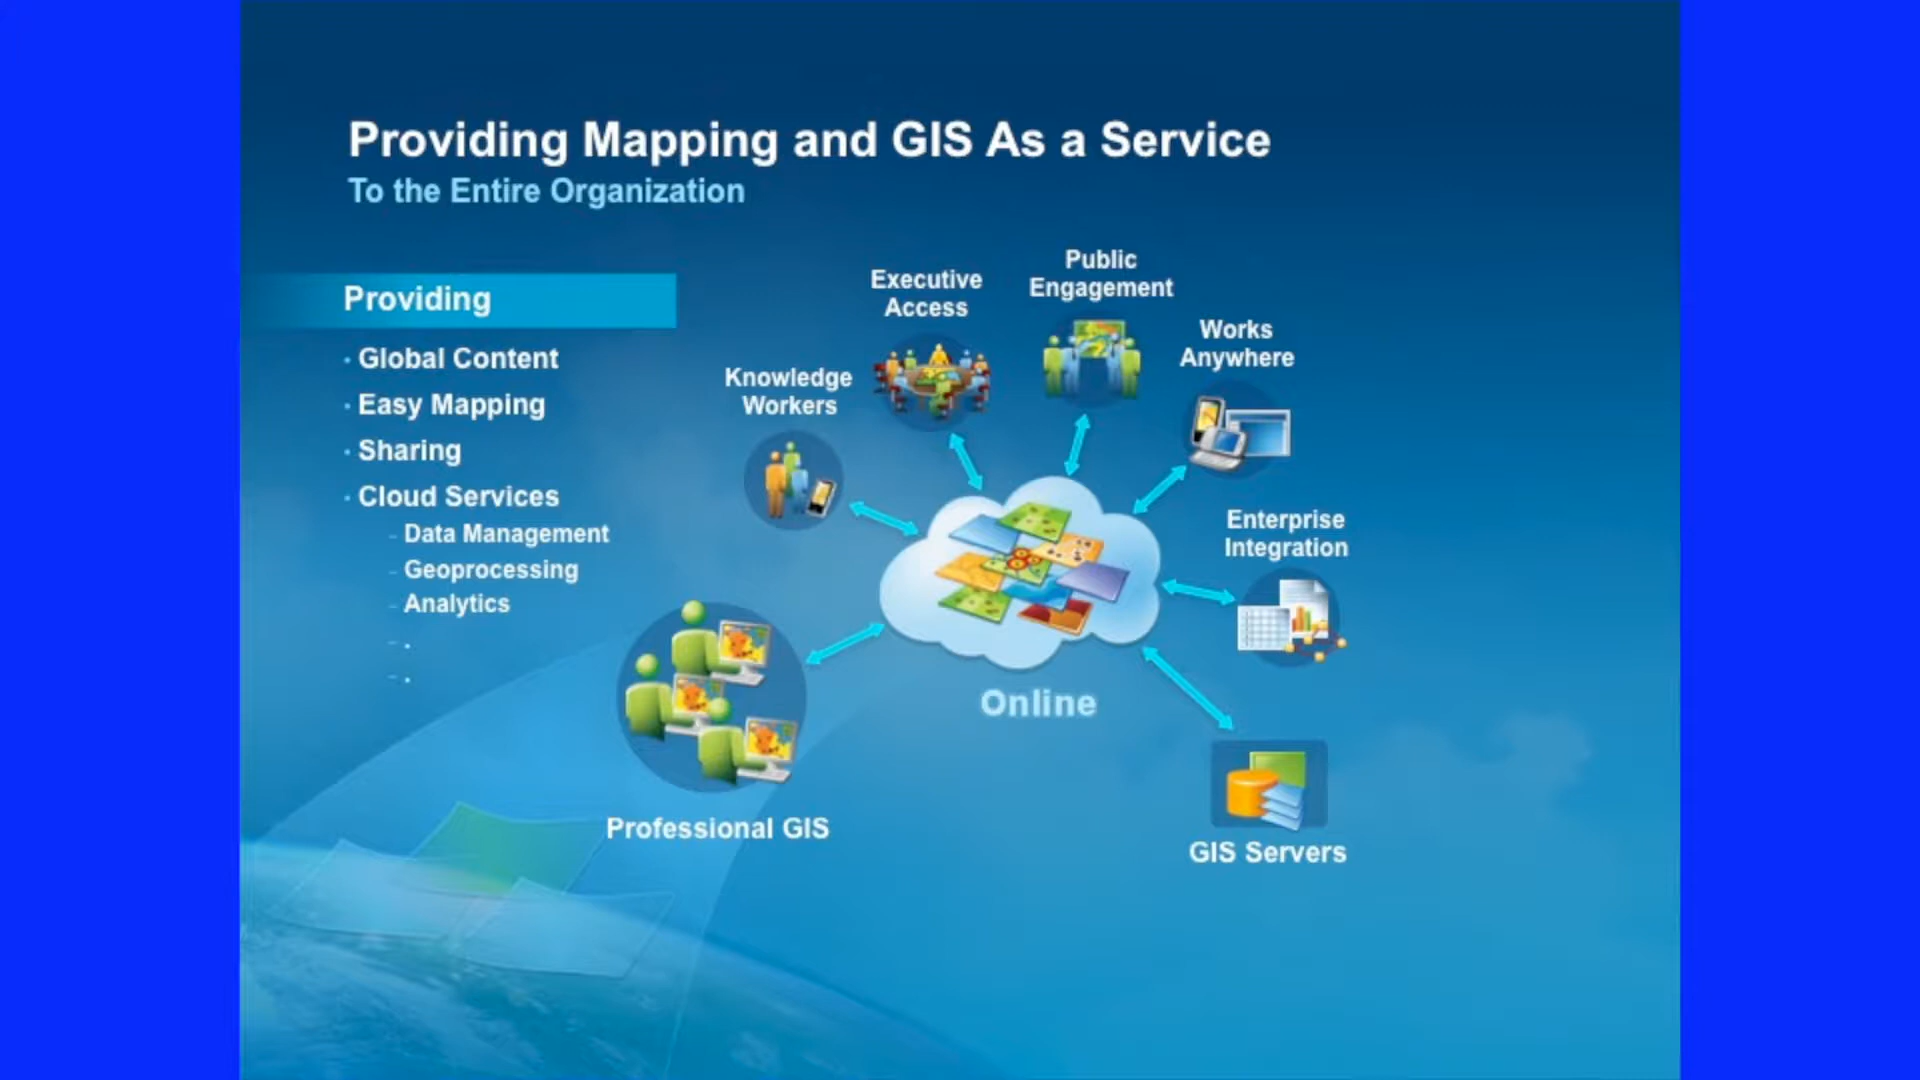 Providing Mapping and GIS As a Service
To the Entire Organization
Providing
· Global Content
· Easy Mapping
· Sharing
· Cloud Services
- Data Management
- Geoprocessing
- Analytics
- .
- .
Executive
Access
Public
Engagement
Works
Anywhere
Knowledge
Workers
Enterprise
Integration
Online
Professional GIS
GIS Servers